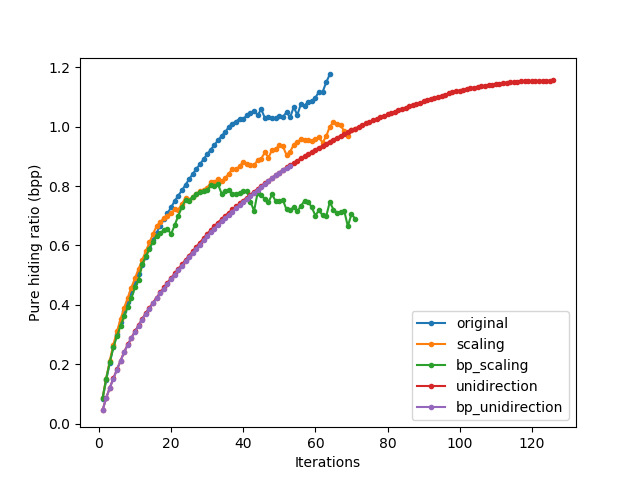 1.2
1.0
0.8
0.6
0.4
0.2
0.0
Pure hiding ratio (bpp)
original
scaling
bp_scaling
unidirection
bp_unidirection
0 20 40 60 80 100 120
Iterations